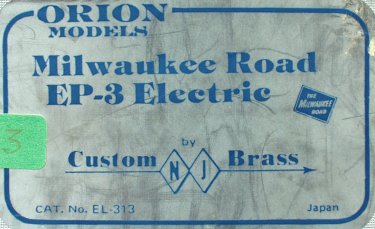 ORION
MODELS
Milwaukee Road
EP-3 Electric
THE
MILWAUKEE
ROAD
3
by
Custom NJ Brass
CAT. No. EL-313 Japan